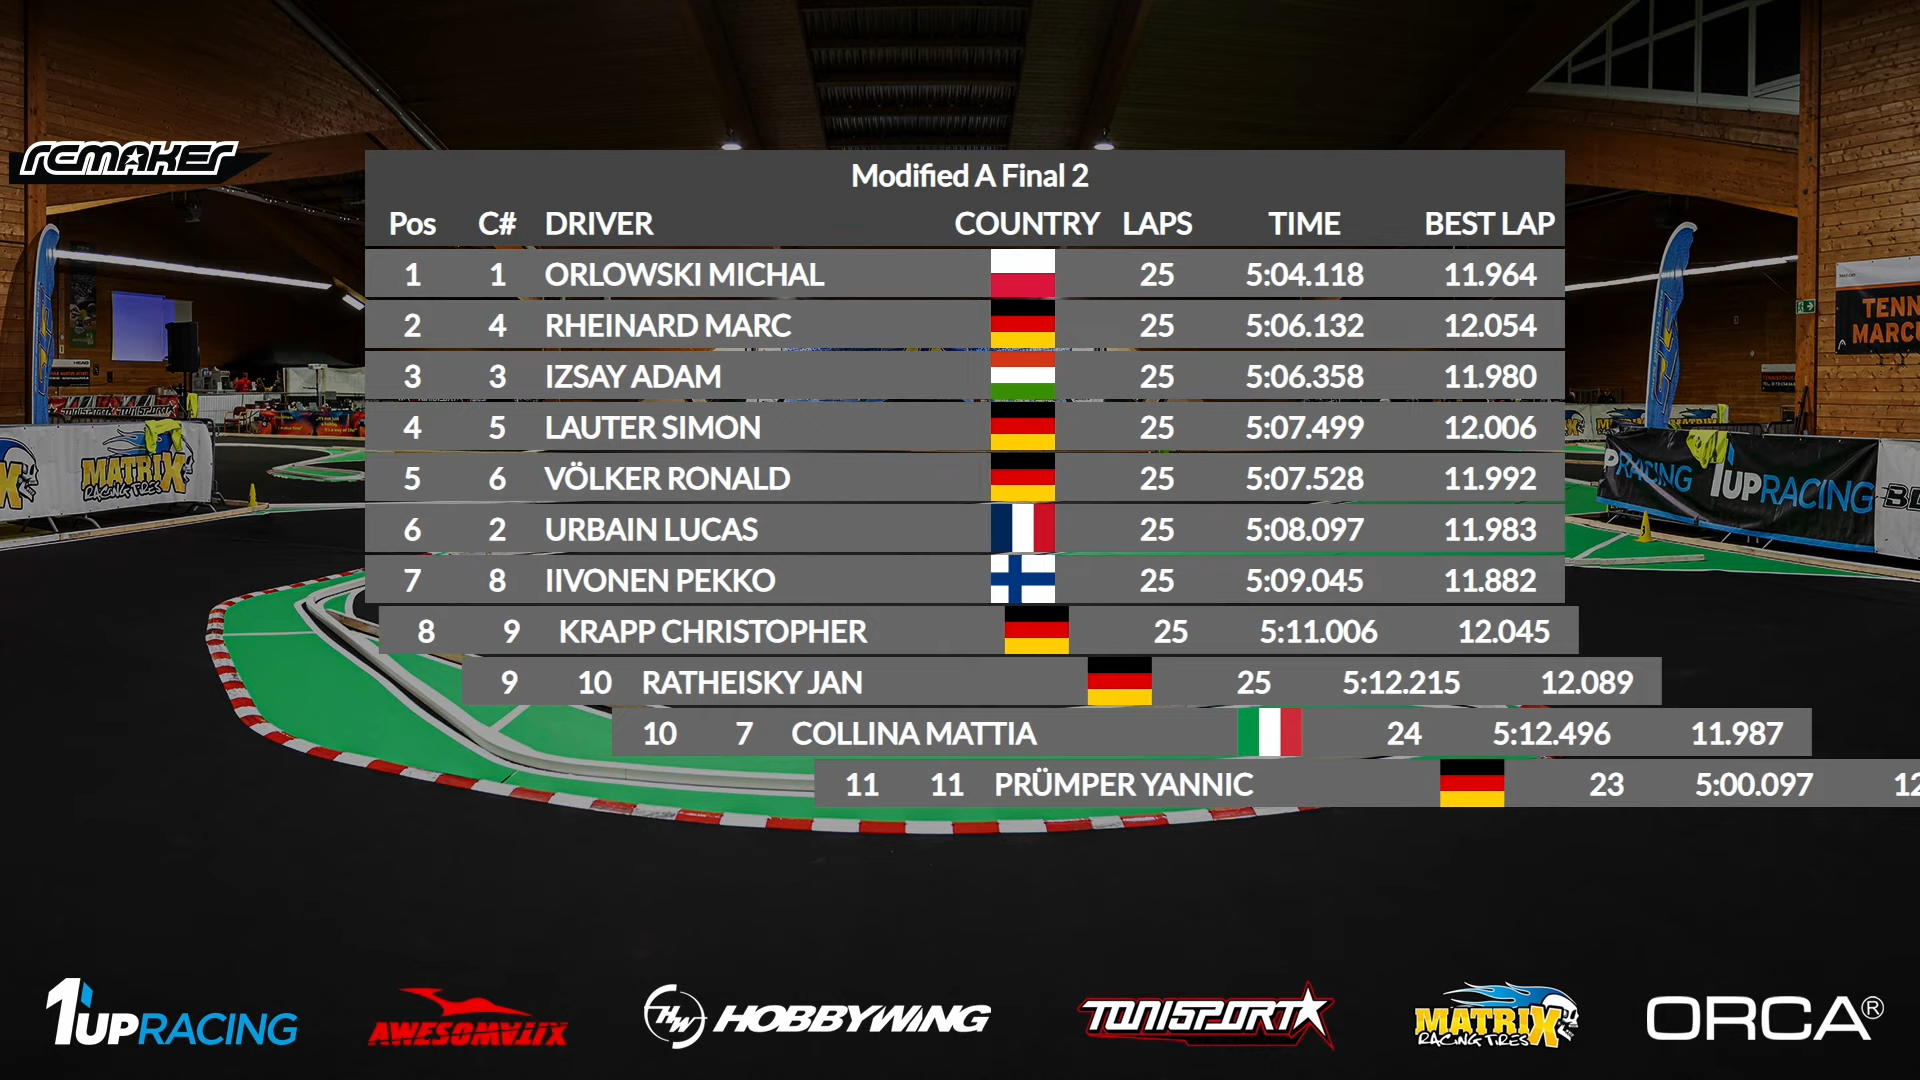 rcmaker
Modified A Final 2
Pos C# DRIVER COUNTRY LAPS TIME BEST LAP
1 1 ORLOWSKI MICHAL 25 5:04.118 11.964
2 4 RHEINARD MARC 25 5:06.132 12.054
3 3 IZSAY ADAM 25 5:06.358 11.980
4 5 LAUTER SIMON 25 5:07.499 12.006
5 6 VÖLKER RONALD 25 5:07.528 11.992
6 2 URBAIN LUCAS 25 5:08.097 11.983
7 8 IIVONEN PEKKO 25 5:09.045 11.882
8 9 KRAPP CHRISTOPHER 25 5:11.006 12.045
9 10 RATHEISKY JAN 25 5:12.215 12.089
10 7 COLLINA MATTIA 24 5:12.496 11.987
11 11 PRÜMPER YANNIC 23 5:00.097 12
TENN
MARC
MATRIX
RACING TIRES
PRACING 1UPRACING
1UPRACING
AWESOMATIX
HW HOBBYWING
TONISPORT
MATRIX
RACING TIRES
ORCA®